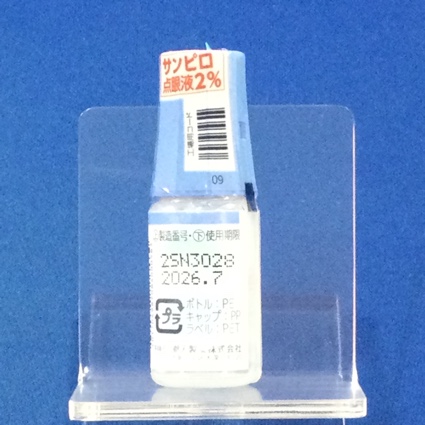 サンピロ
点眼液2%
09
製造番号・下使用期限
2SN3028
2026.7
プラ
ボトル:PE
キャップ:PP
ラベル:PET